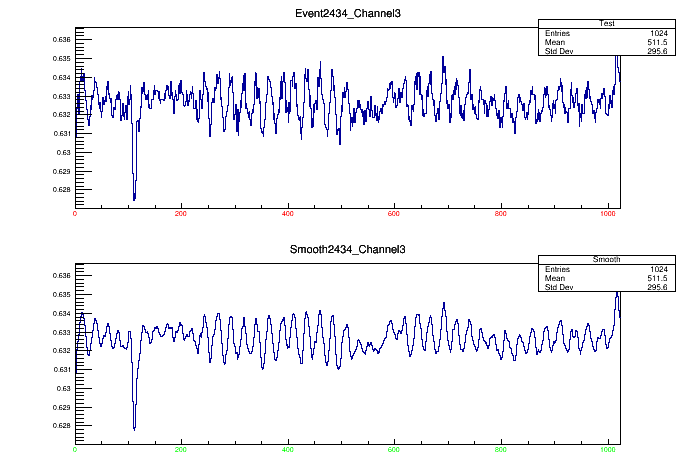 Event2434_Channel3
Test
Entries 1024
Mean 511.5
Std Dev 295.6
0.636
0.635
0.634
0.633
0.632
0.631
0.63
0.629
0.628
0 200 400 600 800 1000
Smooth2434_Channel3
Smooth
Entries 1024
Mean 511.5
Std Dev 295.6
0.636
0.635
0.634
0.633
0.632
0.631
0.63
0.629
0.628
0 200 400 600 800 1000